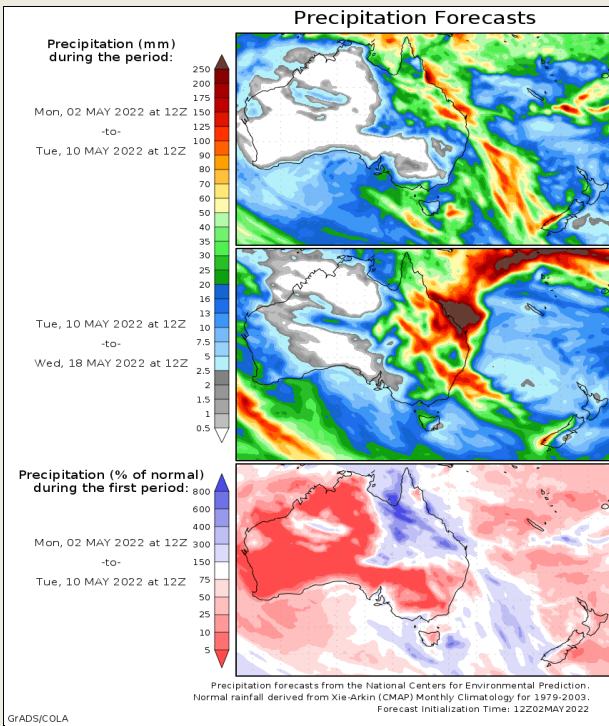 Precipitation Forecasts
Precipitation (mm)
during the period:
Mon, 02 MAY 2022 at 12Z
-to-
Tue, 10 MAY 2022 at 12Z
Tue, 10 MAY 2022 at 12Z
-to-
Wed, 18 MAY 2022 at 12Z
250
200
175
150
125
100
90
80
70
60
50
40
35
30
25
20
16
13
10
7.5
5
2.5
2
1.5
1
0.5
Precipitation (% of normal)
during the first period:
Mon, 02 MAY 2022 at 12Z
-to-
Tue, 10 MAY 2022 at 12Z
800
600
400
300
150
75
50
25
10
5
Precipitation forecasts from the National Centers for Environmental Prediction.
Normal rainfall derived from Xie-Arkin (CMAP) Monthly Climatology for 1979-2003.
Forecast Initialization Time: 12Z02MAY2022
GrADS/COLA